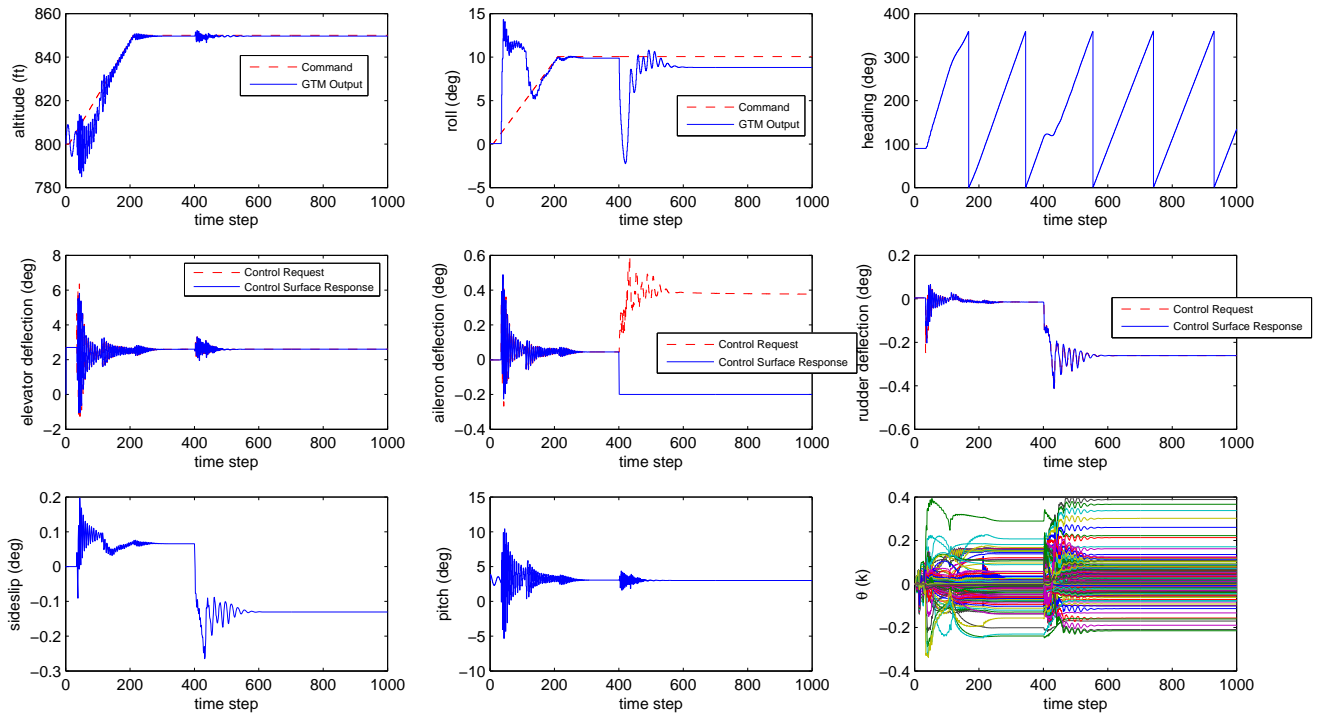 altitude (ft)
860
840
820
800
780
Command
GTM Output
0 200 400 600 800 1000
time step
roll (deg)
15
10
5
0
−5
Command
GTM Output
0 200 400 600 800 1000
time step
heading (deg)
400
300
200
100
0
0 200 400 600 800 1000
time step
elevator deflection (deg)
8
6
4
2
0
−2
Control Request
Control Surface Response
0 200 400 600 800 1000
time step
aileron deflection (deg)
0.6
0.4
0.2
0
−0.2
−0.4
Control Request
Control Surface Response
0 200 400 600 800 1000
time step
rudder deflection (deg)
0.2
0
−0.2
−0.4
−0.6
Control Request
Control Surface Response
0 200 400 600 800 1000
time step
sideslip (deg)
0.2
0.1
0
−0.1
−0.2
−0.3
0 200 400 600 800 1000
time step
pitch (deg)
15
10
5
0
−5
−10
0 200 400 600 800 1000
time step
θ (k)
0.4
0.2
0
−0.2
−0.4
0 200 400 600 800 1000
time step